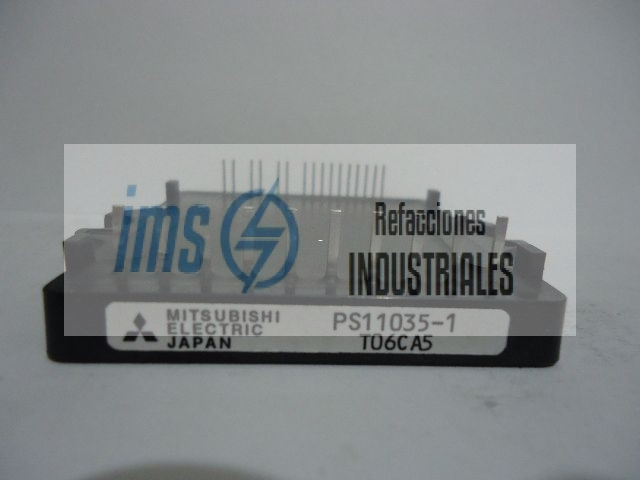 ims
Refacciones
INDUSTRIALES
MITSUBISHI
ELECTRIC
JAPAN
PS11035-1
T06CA5